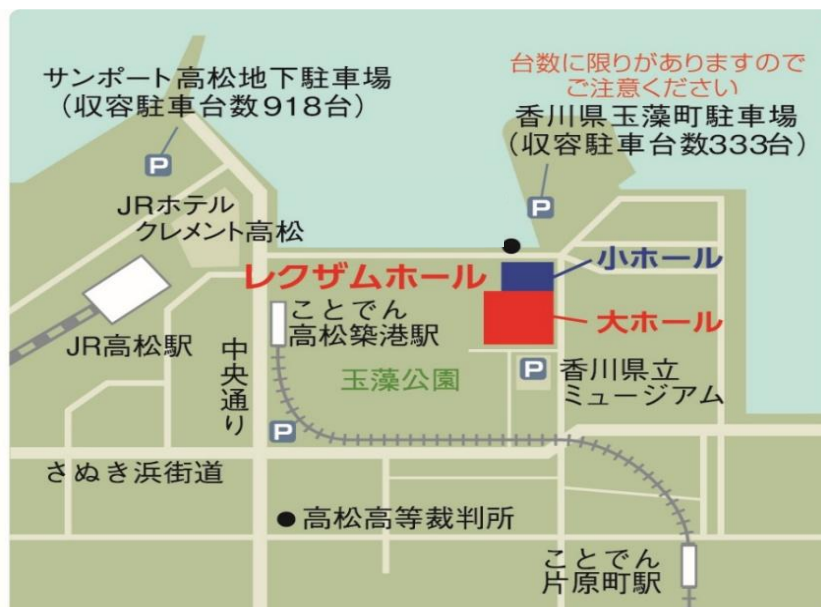 サンポート高松地下駐車場
(収容駐車台数918台)
台数に限りがありますので
ご注意ください
香川県玉藻町駐車場
(収容駐車台数333台)
P
P
JRホテル
クレメント高松
レクザムホール
小ホール
大ホール
ことでん
高松築港駅
JR高松駅
中央通り
玉藻公園
P
香川県立
ミュージアム
P
さぬき浜街道
高松高等裁判所
ことでん
片原町駅